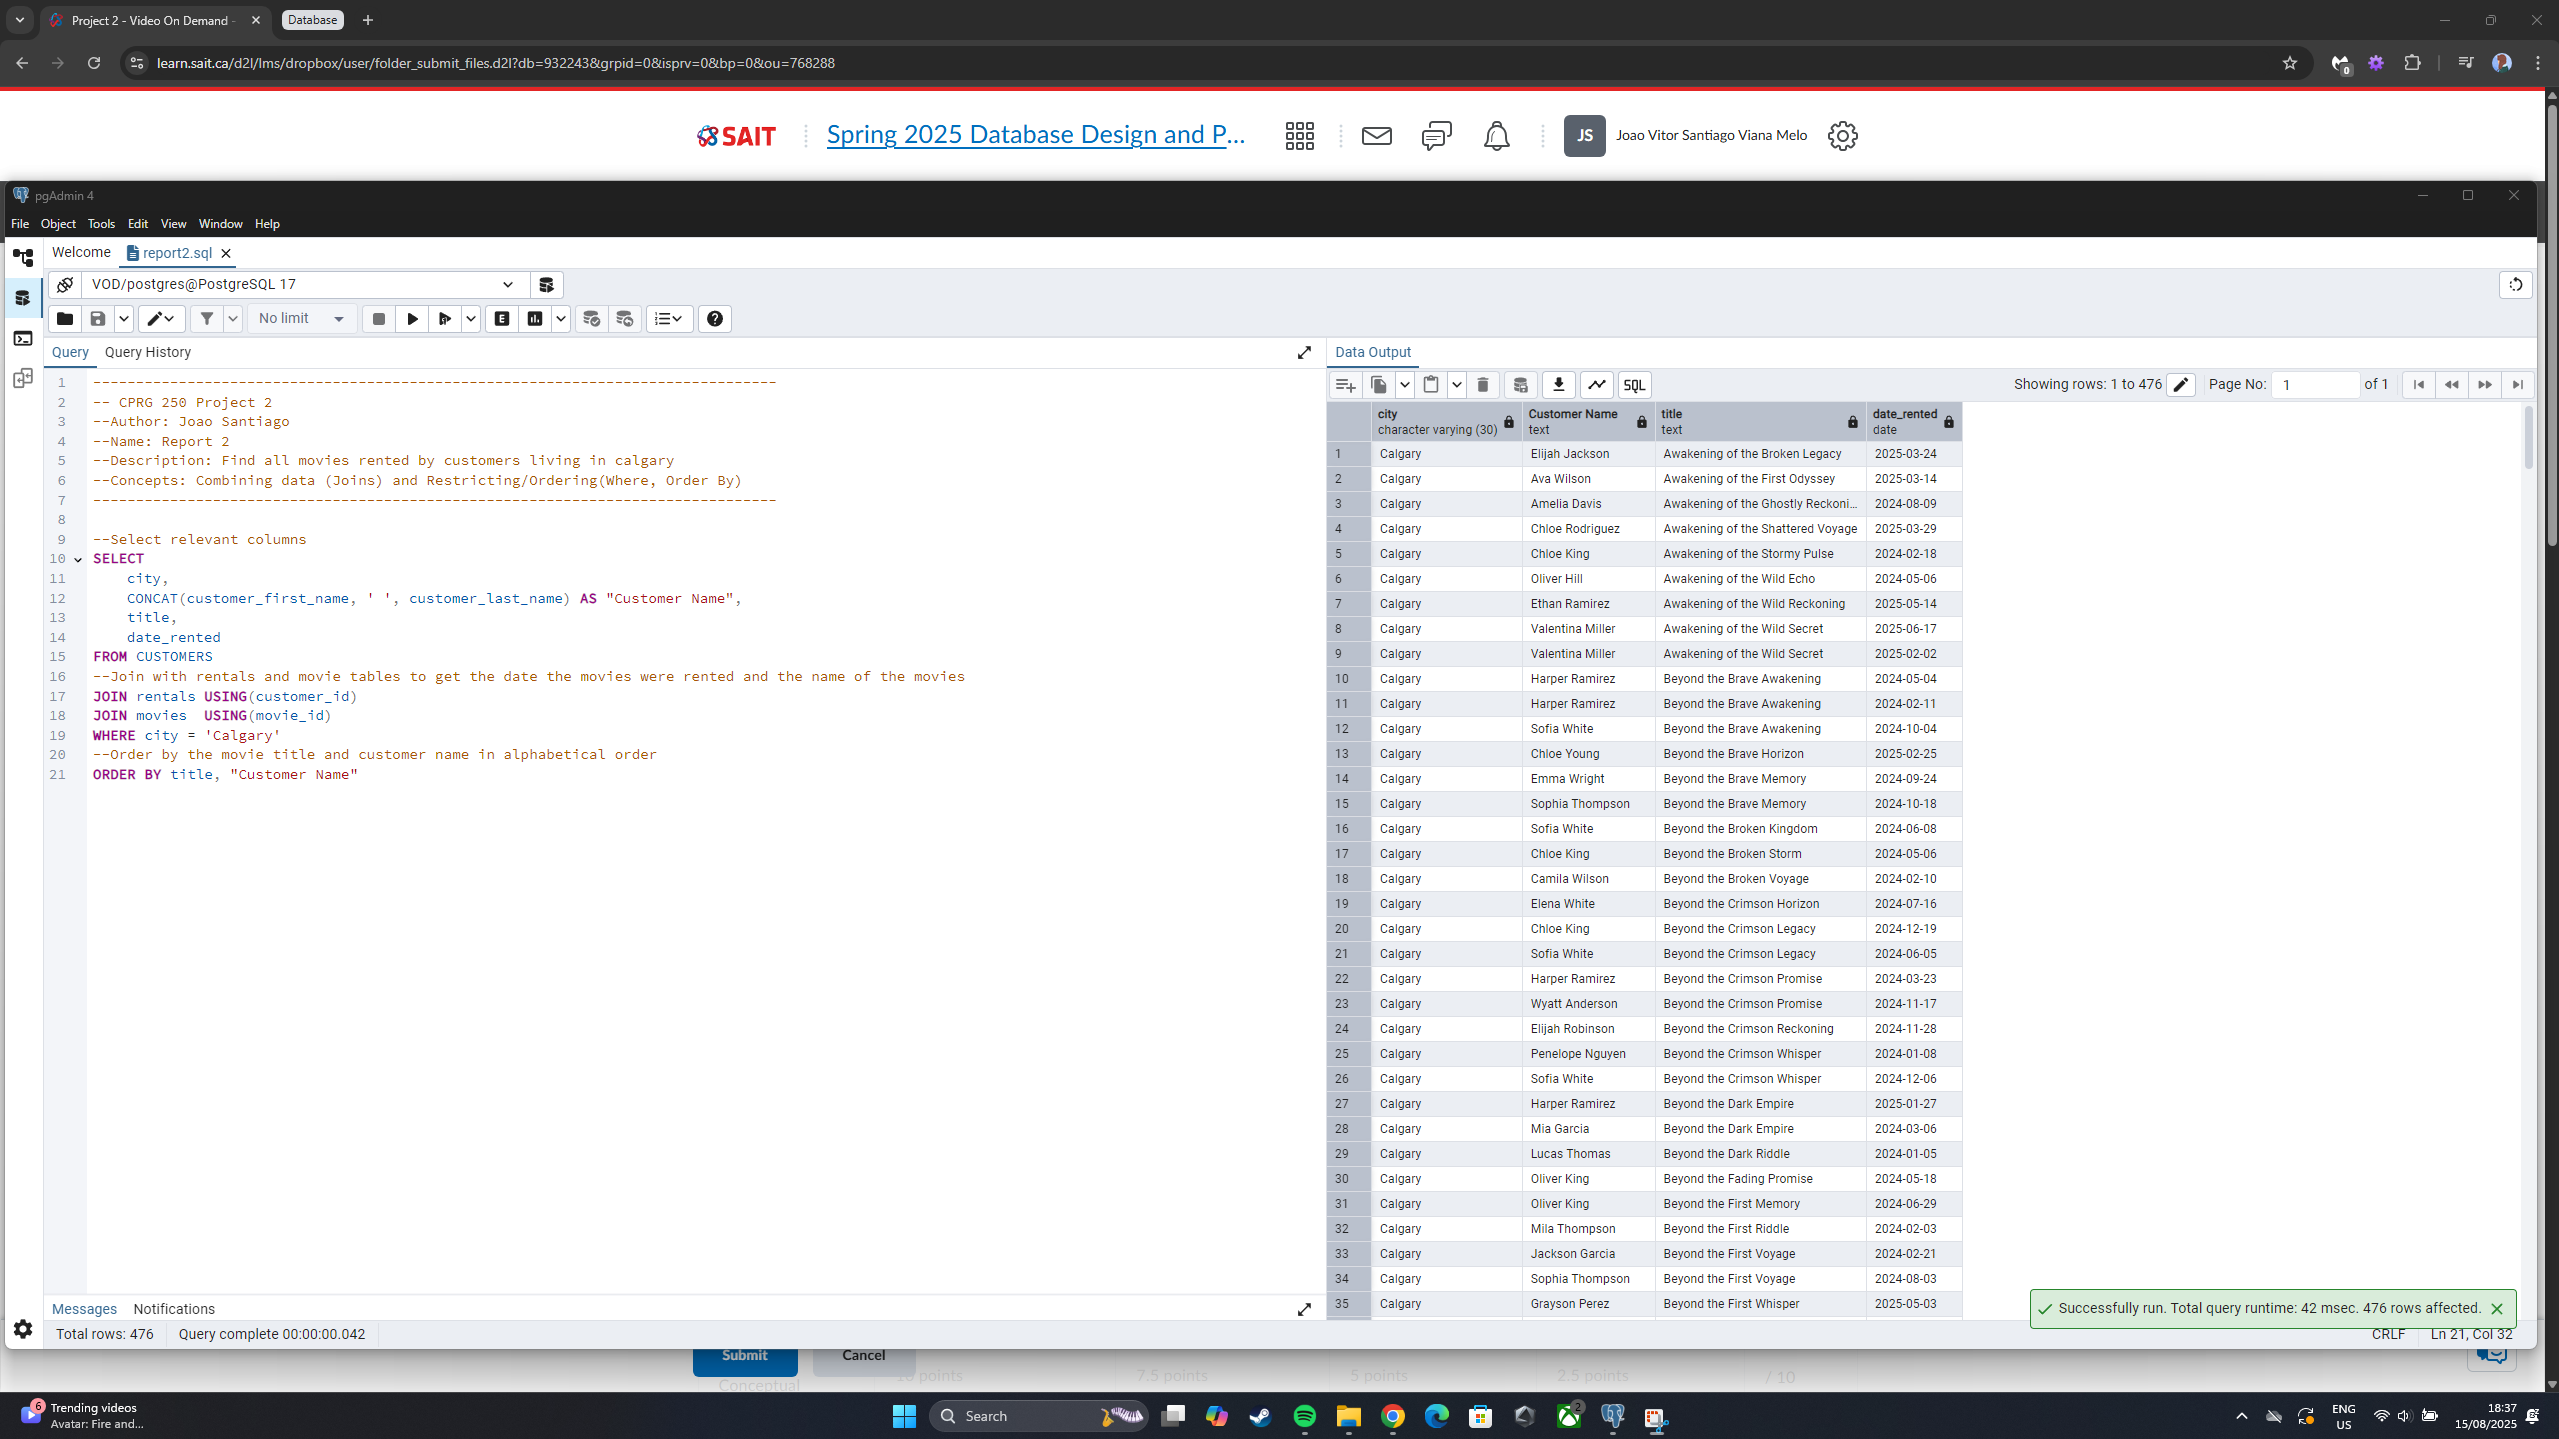 Project 2 - Video On Demand -
Database
learn.sait.ca/d2l/lms/dropbox/user/folder_submit_files.d2l?db=932243&grpid=0&isprv=0&bp=0&ou=768288
0
SAIT
Spring 2025 Database Design and P...
JS
Joao Vitor Santiago Viana Melo
pgAdmin 4
File Object Tools Edit View Window Help
Welcome
report2.sql
VOD/postgres@PostgreSQL 17
No limit
E
Query Query History
1 ---------------------------------------------------------------------------------
2 -- CPRG 250 Project 2
3 --Author: Joao Santiago
4 --Name: Report 2
5 --Description: Find all movies rented by customers living in calgary
6 --Concepts: Combining data (Joins) and Restricting/Ordering(Where, Order By)
7 ---------------------------------------------------------------------------------
8
9 --Select relevant columns
10 SELECT
11 city,
12 CONCAT(customer_first_name, ' ', customer_last_name) AS "Customer Name",
13 title,
14 date_rented
15 FROM CUSTOMERS
16 --Join with rentals and movie tables to get the date the movies were rented and the name of the movies
17 JOIN rentals USING(customer_id)
18 JOIN movies  USING(movie_id)
19 WHERE city = 'Calgary'
20 --Order by the movie title and customer name in alphabetical order
21 ORDER BY title, "Customer Name"
Data Output
SQL
Showing rows: 1 to 476
Page No: 1 of 1
city Customer Name title date_rented
character varying (30) text text date
1 Calgary Elijah Jackson Awakening of the Broken Legacy 2025-03-24
2 Calgary Ava Wilson Awakening of the First Odyssey 2025-03-14
3 Calgary Amelia Davis Awakening of the Ghostly Reckoni... 2024-08-09
4 Calgary Chloe Rodriguez Awakening of the Shattered Voyage 2025-03-29
5 Calgary Chloe King Awakening of the Stormy Pulse 2024-02-18
6 Calgary Oliver Hill Awakening of the Wild Echo 2024-05-06
7 Calgary Ethan Ramirez Awakening of the Wild Reckoning 2025-05-14
8 Calgary Valentina Miller Awakening of the Wild Secret 2025-06-17
9 Calgary Valentina Miller Awakening of the Wild Secret 2025-02-02
10 Calgary Harper Ramirez Beyond the Brave Awakening 2024-05-04
11 Calgary Harper Ramirez Beyond the Brave Awakening 2024-02-11
12 Calgary Sofia White Beyond the Brave Awakening 2024-10-04
13 Calgary Chloe Young Beyond the Brave Horizon 2025-02-25
14 Calgary Emma Wright Beyond the Brave Memory 2024-09-24
15 Calgary Sophia Thompson Beyond the Brave Memory 2024-10-18
16 Calgary Sofia White Beyond the Broken Kingdom 2024-06-08
17 Calgary Chloe King Beyond the Broken Storm 2024-05-06
18 Calgary Camila Wilson Beyond the Broken Voyage 2024-02-10
19 Calgary Elena White Beyond the Crimson Horizon 2024-07-16
20 Calgary Chloe King Beyond the Crimson Legacy 2024-12-19
21 Calgary Sofia White Beyond the Crimson Legacy 2024-06-05
22 Calgary Harper Ramirez Beyond the Crimson Promise 2024-03-23
23 Calgary Wyatt Anderson Beyond the Crimson Promise 2024-11-17
24 Calgary Elijah Robinson Beyond the Crimson Reckoning 2024-11-28
25 Calgary Penelope Nguyen Beyond the Crimson Whisper 2024-01-08
26 Calgary Sofia White Beyond the Crimson Whisper 2024-12-06
27 Calgary Harper Ramirez Beyond the Dark Empire 2025-01-27
28 Calgary Mia Garcia Beyond the Dark Empire 2024-03-06
29 Calgary Lucas Thomas Beyond the Dark Riddle 2024-01-05
30 Calgary Oliver King Beyond the Fading Promise 2024-05-18
31 Calgary Oliver King Beyond the First Memory 2024-06-29
32 Calgary Mila Thompson Beyond the First Riddle 2024-02-03
33 Calgary Jackson Garcia Beyond the First Voyage 2024-02-21
34 Calgary Sophia Thompson Beyond the First Voyage 2024-08-03
35 Calgary Grayson Perez Beyond the First Whisper 2025-05-03
Messages Notifications
Successfully run. Total query runtime: 42 msec. 476 rows affected.
Total rows: 476 Query complete 00:00:00.042
CRLF Ln 21, Col 32
Submit Cancel
Conceptual
10 points 7.5 points 5 points 2.5 points / 10
6
Trending videos
Avatar: Fire and...
Search
2
ENG
US
18:37
15/08/2025